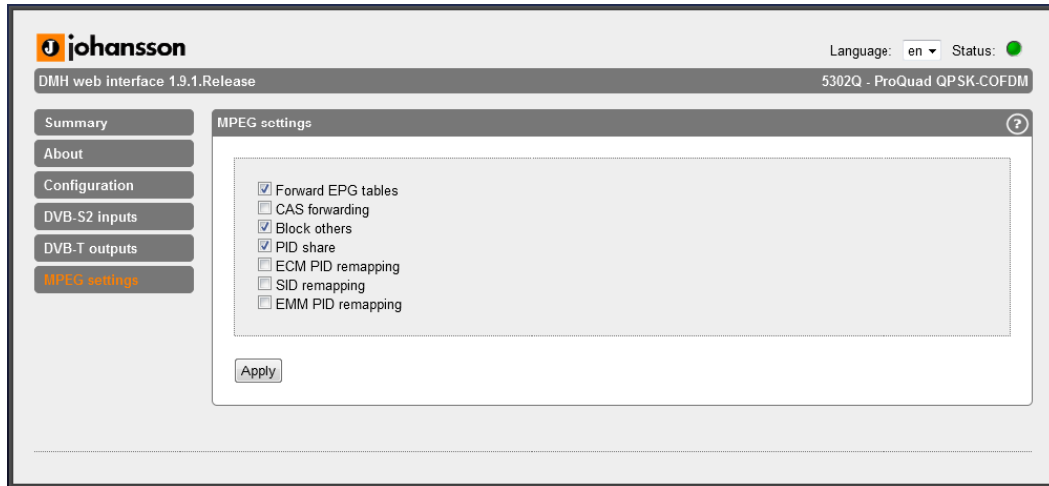 J johansson
Language: en Status:
DMH web interface 1.9.1.Release 5302Q - ProQuad QPSK-COFDM
Summary
About
Configuration
DVB-S2 inputs
DVB-T outputs
MPEG settings
MPEG settings ?
Forward EPG tables
CAS forwarding
Block others
PID share
ECM PID remapping
SID remapping
EMM PID remapping
Apply